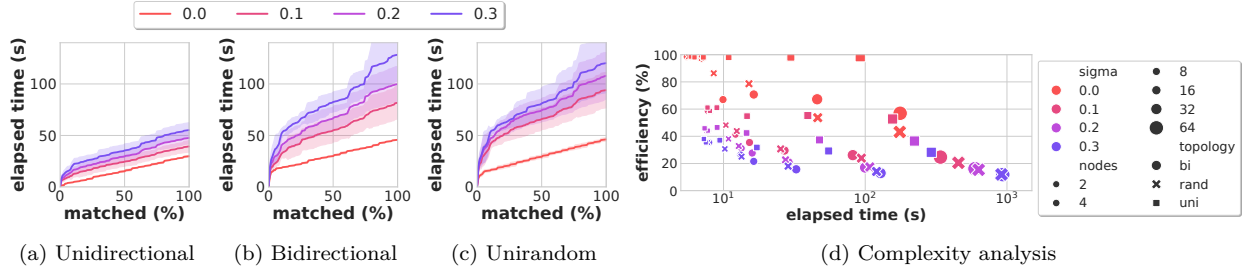 0.0 0.1 0.2 0.3
elapsed time (s)
100
50
0
0 50 100
matched (%)
(a) Unidirectional
elapsed time (s)
100
50
0
0 50 100
matched (%)
(b) Bidirectional
elapsed time (s)
100
50
0
0 50 100
matched (%)
(c) Unirandom
efficiency (%)
100
80
60
40
20
0
10¹ 10² 10³
elapsed time (s)
sigma
0.0
0.1
0.2
0.3
nodes
2
4
8
16
32
64
topology
bi
rand
uni
(d) Complexity analysis